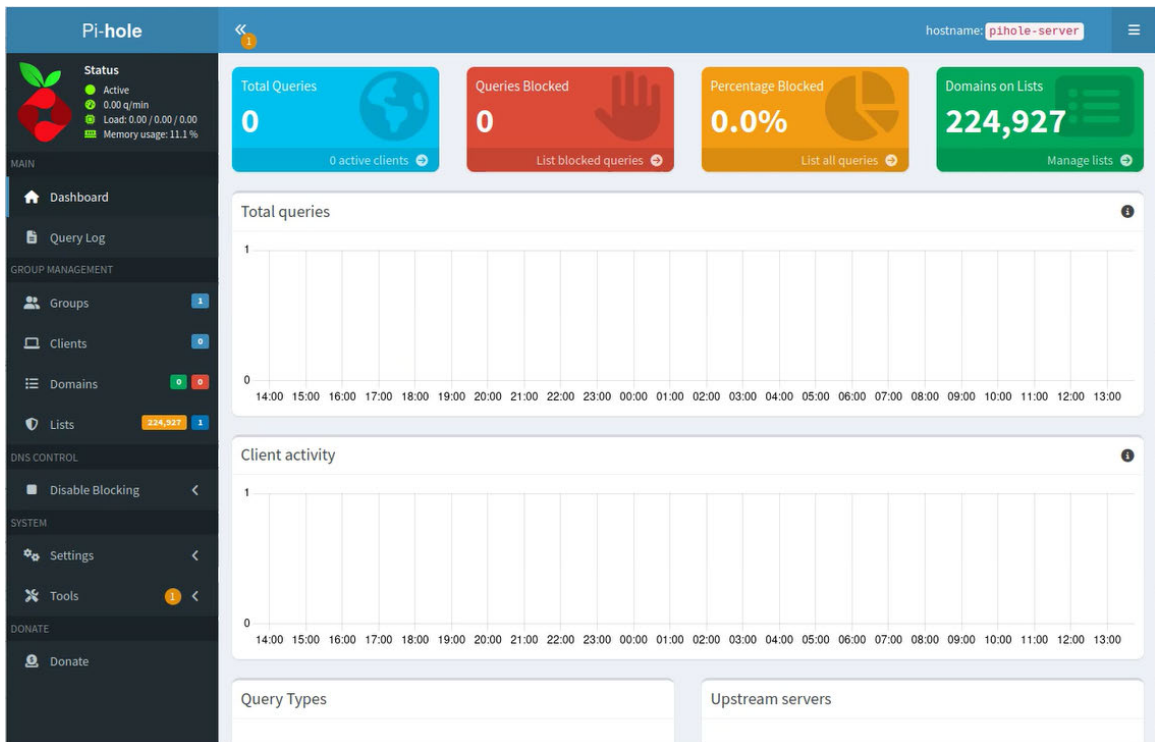 Pi-hole
1
hostname: pihole-server
Status
Active
0.00 q/min
Load: 0.00 / 0.00 / 0.00
Memory usage: 11.1 %
MAIN
Dashboard
Query Log
GROUP MANAGEMENT
Groups 1
Clients 0
Domains 0 0
Lists 224,927 1
DNS CONTROL
Disable Blocking
SYSTEM
Settings
Tools 1
DONATE
Donate
Total Queries
0
0 active clients
Queries Blocked
0
List blocked queries
Percentage Blocked
0.0%
List all queries
Domains on Lists
224,927
Manage lists
Total queries
1
0
14:00 15:00 16:00 17:00 18:00 19:00 20:00 21:00 22:00 23:00 00:00 01:00 02:00 03:00 04:00 05:00 06:00 07:00 08:00 09:00 10:00 11:00 12:00 13:00
Client activity
1
0
14:00 15:00 16:00 17:00 18:00 19:00 20:00 21:00 22:00 23:00 00:00 01:00 02:00 03:00 04:00 05:00 06:00 07:00 08:00 09:00 10:00 11:00 12:00 13:00
Query Types
Upstream servers